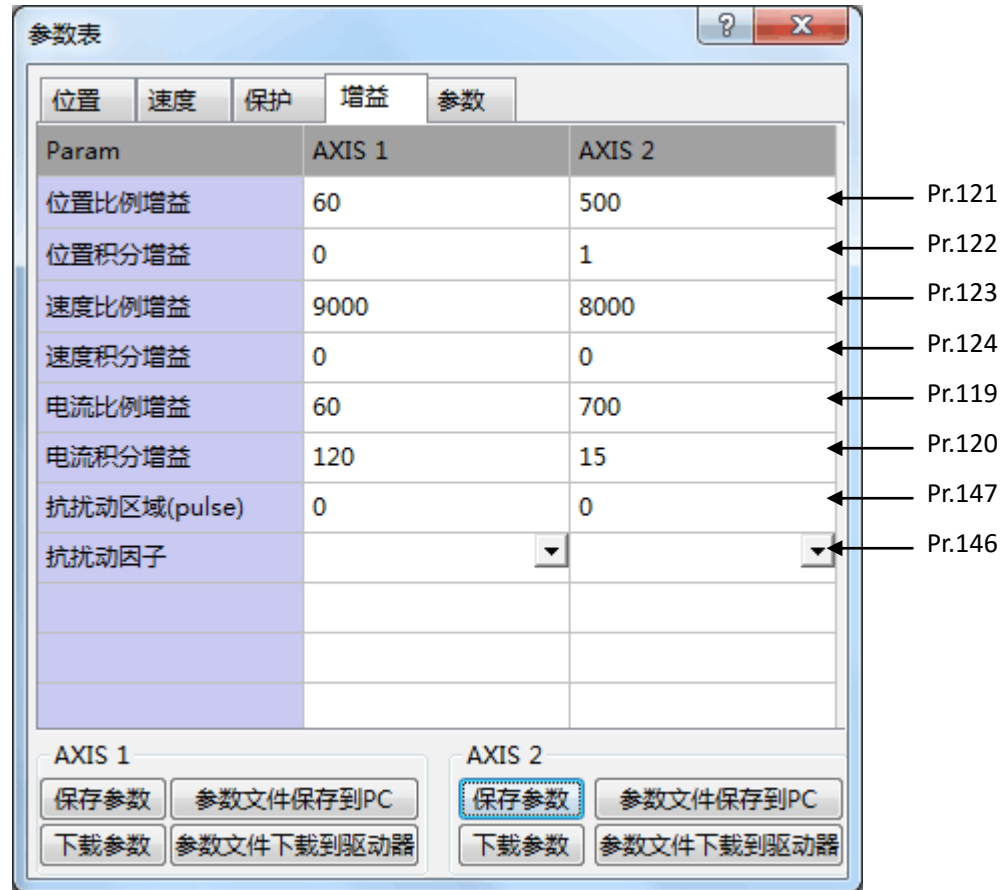 参数表
?
X
位置 速度 保护 增益 参数
Param AXIS 1 AXIS 2
位置比例增益 60 500 Pr.121
位置积分增益 0 1 Pr.122
速度比例增益 9000 8000 Pr.123
速度积分增益 0 0 Pr.124
电流比例增益 60 700 Pr.119
电流积分增益 120 15 Pr.120
抗扰动区域(pulse) 0 0 Pr.147
抗扰动因子 Pr.146
AXIS 1 AXIS 2
保存参数 参数文件保存到PC 保存参数 参数文件保存到PC
下载参数 参数文件下载到驱动器 下载参数 参数文件下载到驱动器